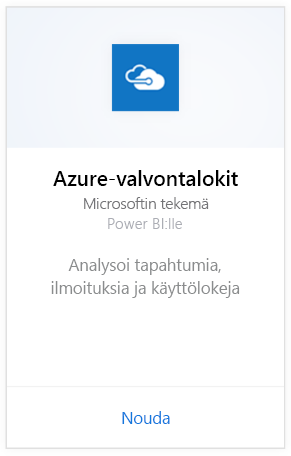 Azure-valvontalokit
Microsoftin tekemä
Power BI:lle
Analysoi tapahtumia,
ilmoituksia ja käyttölokeja
Nouda